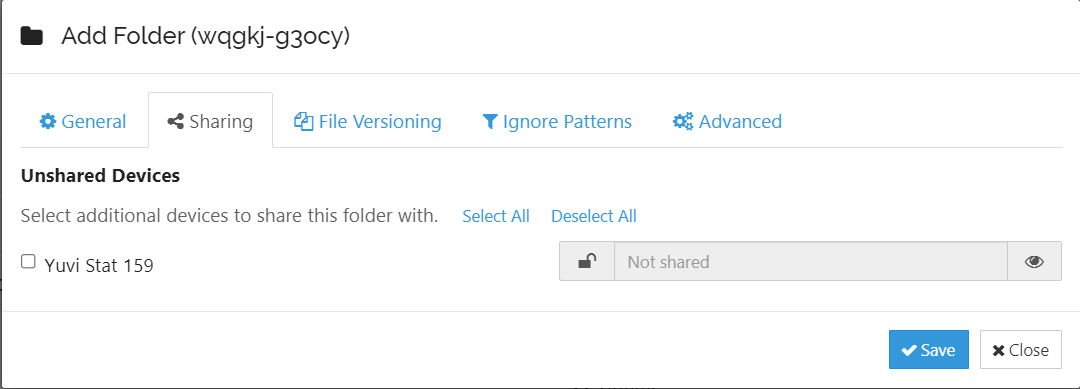 Add Folder (wqgkj-g3ocy)
General
Sharing
File Versioning
Ignore Patterns
Advanced
Unshared Devices
Select additional devices to share this folder with. Select All Deselect All
Yuvi Stat 159
Not shared
Save
Close